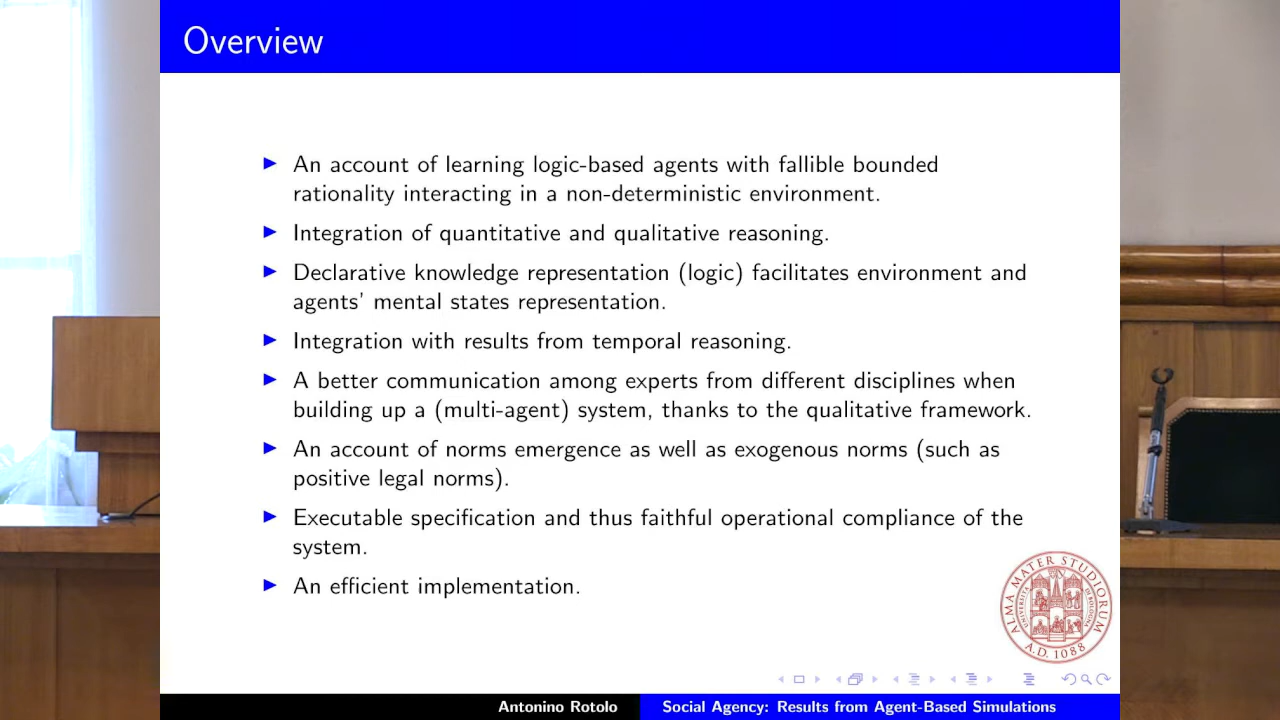 Overview
An account of learning logic-based agents with fallible bounded
rationality interacting in a non-deterministic environment.
Integration of quantitative and qualitative reasoning.
Declarative knowledge representation (logic) facilitates environment and
agents' mental states representation.
Integration with results from temporal reasoning.
A better communication among experts from different disciplines when
building up a (multi-agent) system, thanks to the qualitative framework.
An account of norms emergence as well as exogenous norms (such as
positive legal norms).
Executable specification and thus faithful operational compliance of the
system.
An efficient implementation.
ALMA MATER STUDIORUM
A.D. 1088
Antonino Rotolo
Social Agency: Results from Agent-Based Simulations